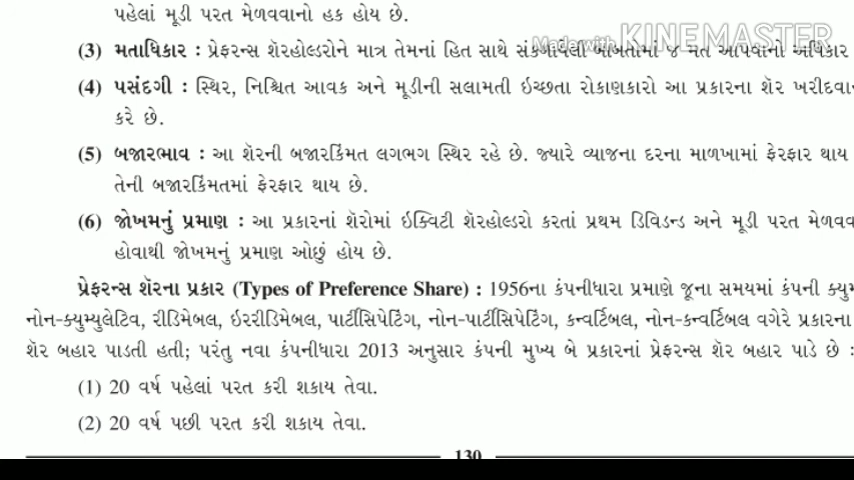 પહેલાં મૂડી પરત મેળવવાનો હક હોય છે.
Made with KINEMASTER
(3) મતાધિકાર : પ્રેફરન્સ શૅરહોલ્ડરોને માત્ર તેમનાં હિત સાથે સંકળાયેલી બાબતોમાં જ મત આપવાનો અધિકાર
(4) પસંદગી : સ્થિર, નિશ્ચિત આવક અને મૂડીની સલામતી ઇચ્છતા રોકાણકારો આ પ્રકારના શૅર
કરે છે.
(5) બજારભાવ : આ શૅરની બજારકિંમત લગભગ સ્થિર રહે છે. જ્યારે વ્યાજના દરના માળખામાં ફેરફાર થાય
તેની બજારકિંમતમાં ફેરફાર થાય છે.
(6) જોખમનું પ્રમાણ : આ પ્રકારનાં શૅરોમાં ઇક્વિટી શૅરહોલ્ડરો કરતાં પ્રથમ ડિવિડન્ડ અને મૂડી પરત
હોવાથી જોખમનું પ્રમાણ ઓછું હોય છે.
પ્રેફરન્સ શૅરના પ્રકાર (Types of Preference Share) : 1956ના કંપનીધારા પ્રમાણે જૂના સમયમાં કંપની
નોન-ક્યુમ્યુલેટિવ, રીડિમેબલ, ઇરરીડિમેબલ, પાર્ટીસિપેટિંગ, નોન-પાર્ટીસિપેટિંગ, કન્વર્ટિબલ, નોન-કન્વર્ટિબલ વગેરે પ્રકારના
શૅર બહાર પાડતી હતી; પરંતુ નવા કંપનીધારા 2013 અનુસાર કંપની મુખ્ય બે પ્રકારનાં પ્રેફરન્સ શૅર બહાર પાડે છે :
(1) 20 વર્ષ પહેલાં પરત કરી શકાય તેવા.
(2) 20 વર્ષ પછી પરત કરી શકાય તેવા.
130